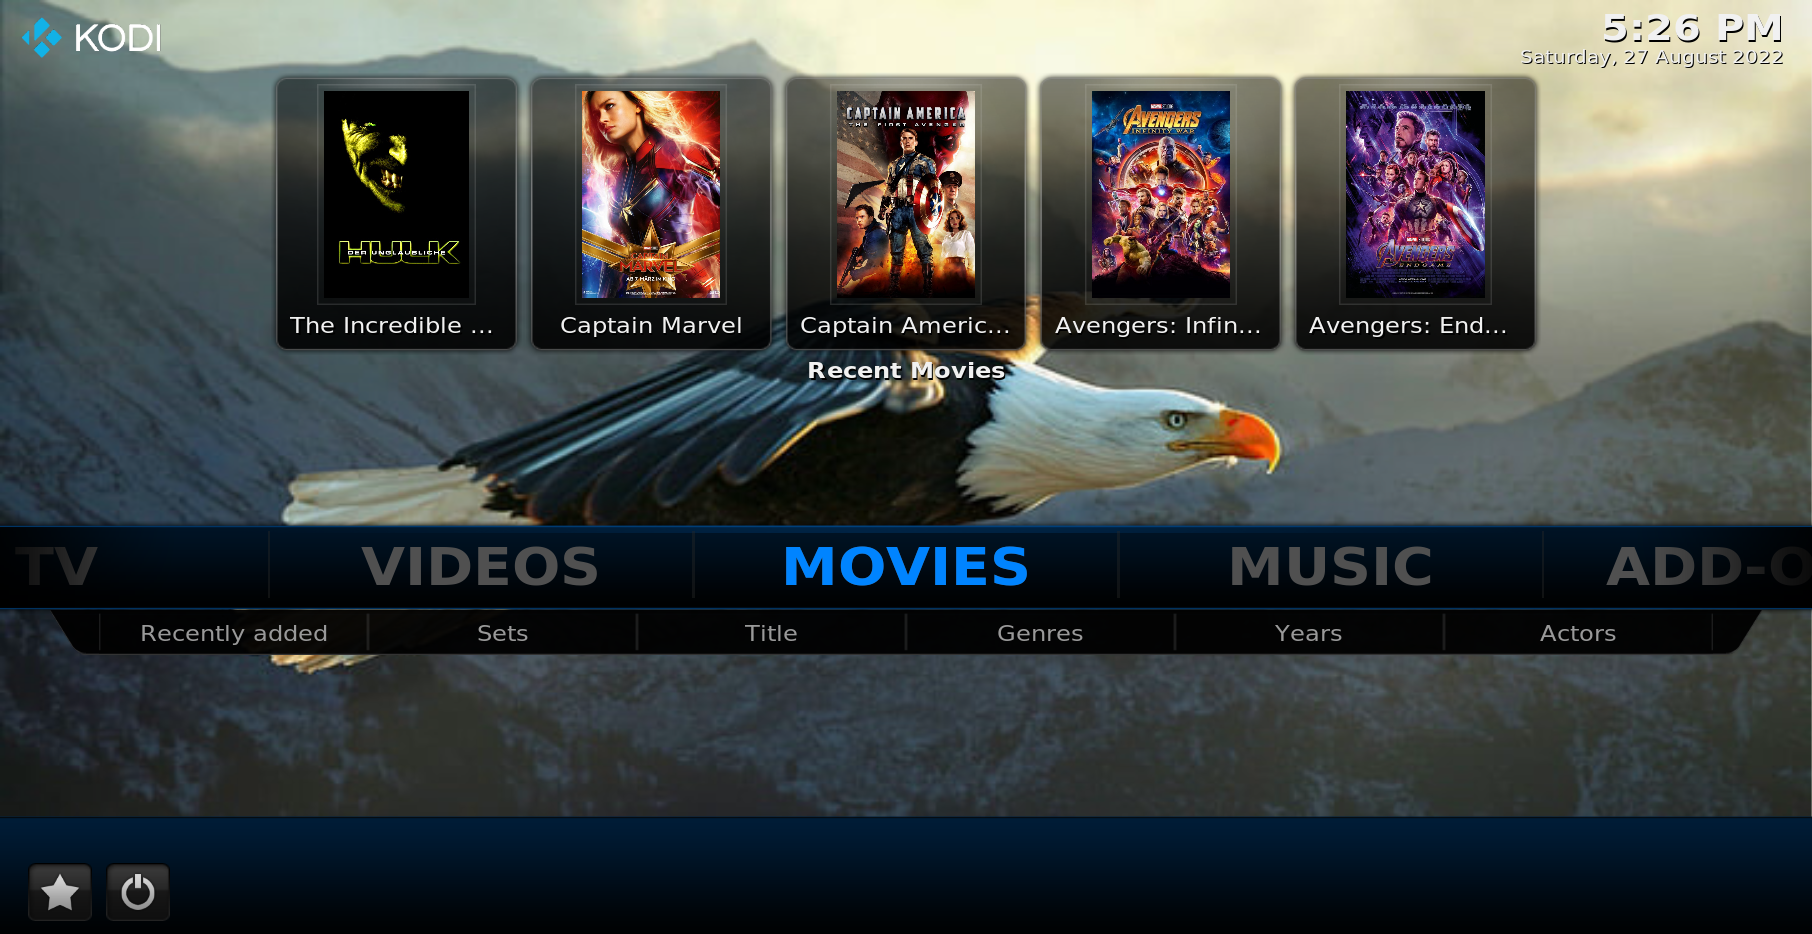 KODI
5:26 PM
Saturday, 27 August 2022
HULK
DER UNGLAUBLICHE
CAPTAIN AMERICA
THE FIRST AVENGER
AVENGERS
INFINITY WAR
AVENGERS
ENDGAME
The Incredible ...
Captain Marvel
Captain Americ...
Avengers: Infin...
Avengers: End...
Recent Movies
TV
VIDEOS
MOVIES
MUSIC
ADD-O
Recently added
Sets
Title
Genres
Years
Actors